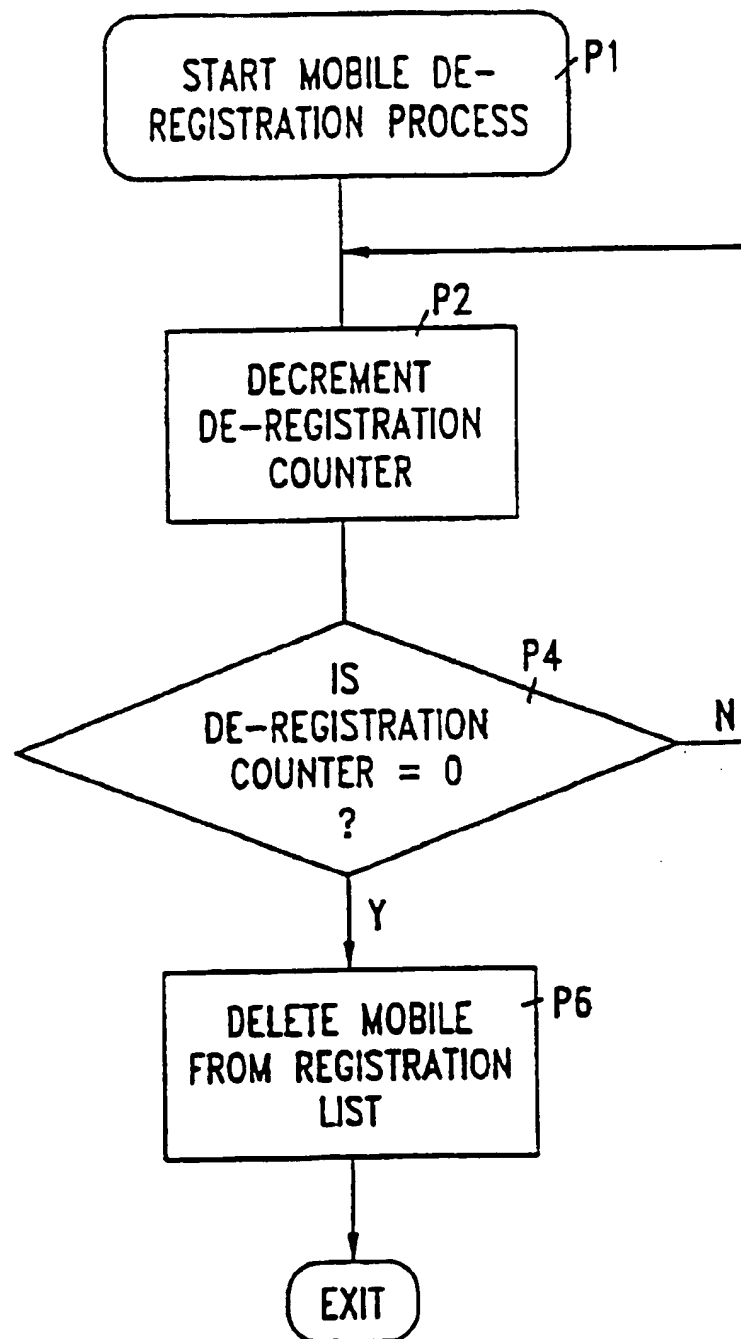 START MOBILE DE-
REGISTRATION PROCESS
P1
P2
DECREMENT
DE-REGISTRATION
COUNTER
P4
IS
DE-REGISTRATION
COUNTER = 0
?
N
Y
P6
DELETE MOBILE
FROM REGISTRATION
LIST
EXIT